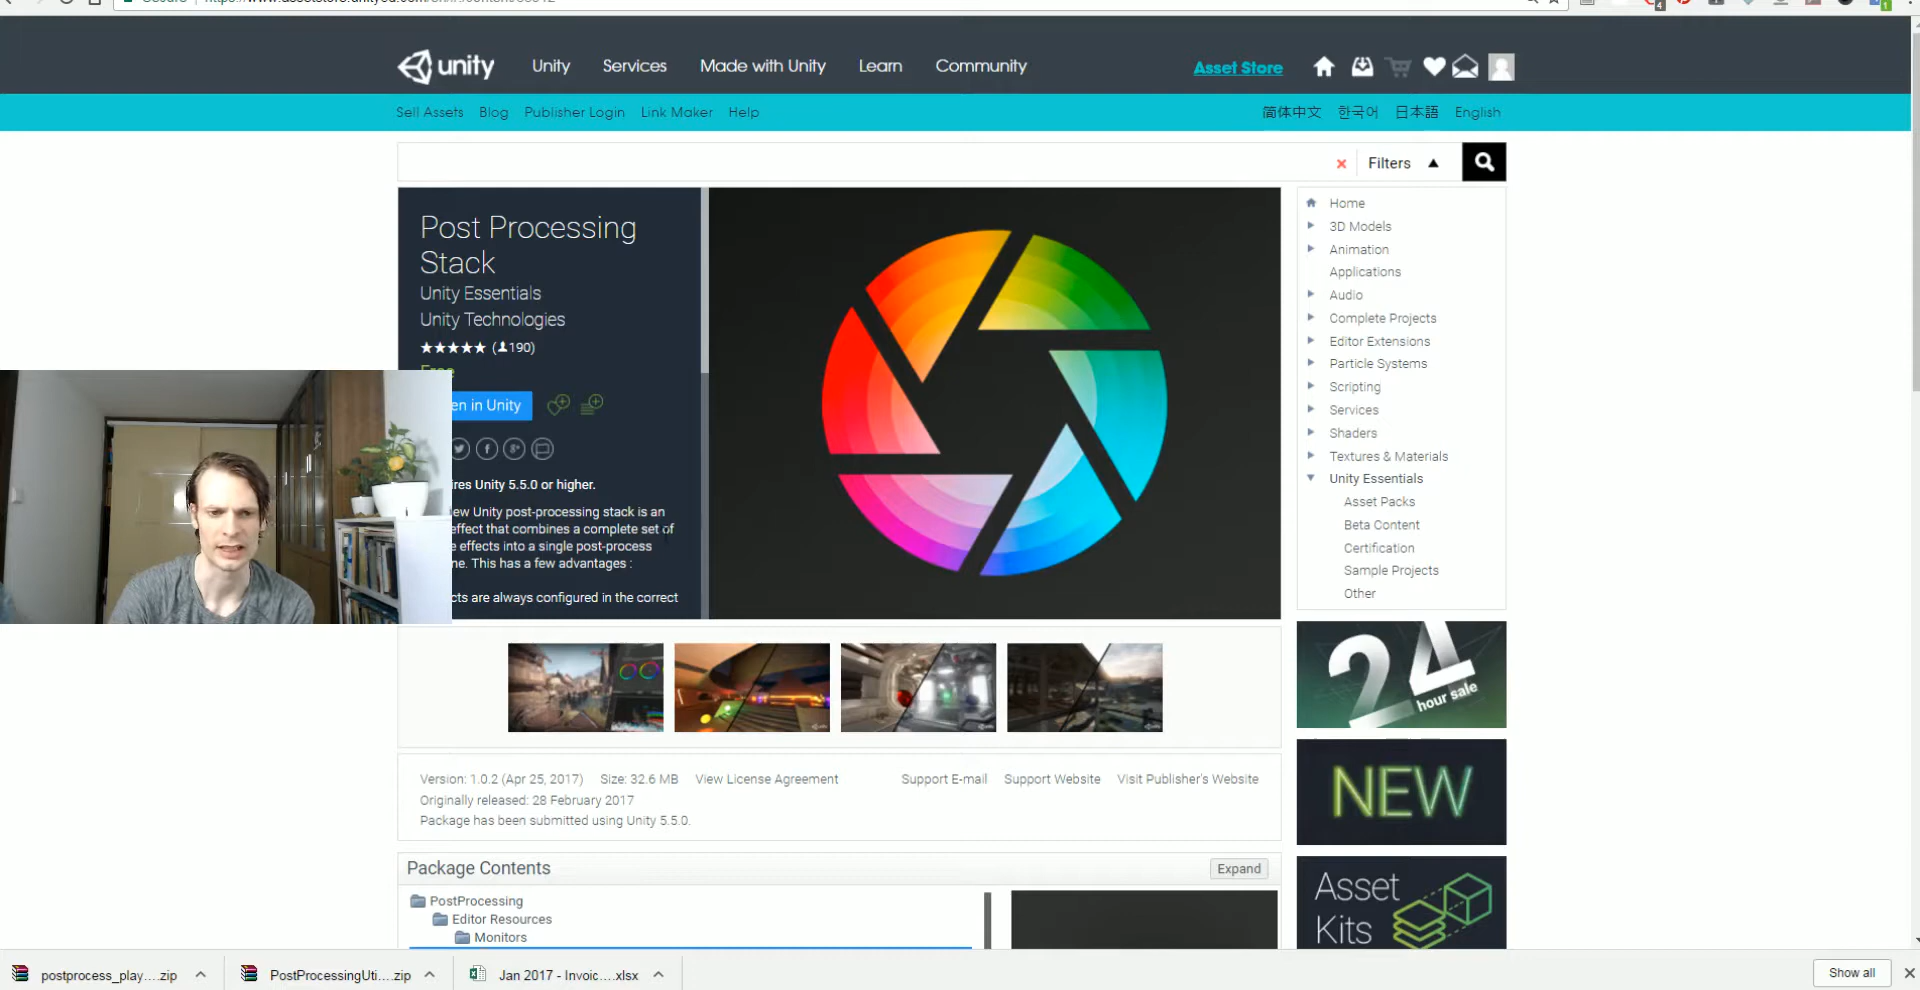 unity
Unity
Services
Made with Unity
Learn
Community
Asset Store
Sell Assets
Blog
Publisher Login
Link Maker
Help
简体中文
한국어
日本語
English
Filters
Post Processing
Stack
Unity Essentials
Unity Technologies
(190)
en in Unity
ires Unity 5.5.0 or higher.
ew Unity post-processing stack is an
effect that combines a complete set of
e effects into a single post-process
ne. This has a few advantages :
cts are always configured in the correct
Home
3D Models
Animation
Applications
Audio
Complete Projects
Editor Extensions
Particle Systems
Scripting
Services
Shaders
Textures & Materials
Unity Essentials
Asset Packs
Beta Content
Certification
Sample Projects
Other
24
hour sale
NEW
Asset
Kits
Version: 1.0.2 (Apr 25, 2017)
Size: 32.6 MB
View License Agreement
Support E-mail
Support Website
Visit Publisher's Website
Originally released: 28 February 2017
Package has been submitted using Unity 5.5.0.
Package Contents
Expand
PostProcessing
Editor Resources
Monitors
postprocess_play....zip
PostProcessingUti....zip
Jan 2017 - Invoic....xlsx
Show all